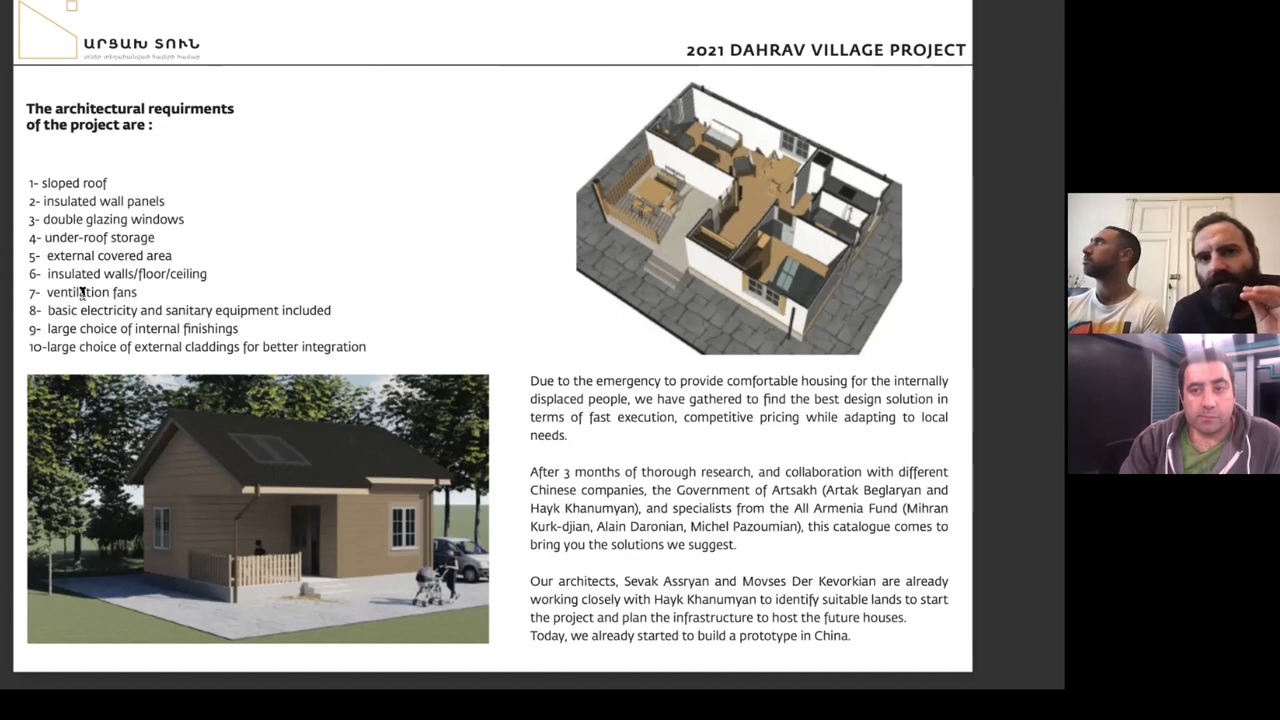 ԱՐՑԱԽ ՏՈՒՆ
2021 DAHRAV VILLAGE PROJECT
The architectural requirments
of the project are :
1- sloped roof
2- insulated wall panels
3- double glazing windows
4- under-roof storage
5- external covered area
6- insulated walls/floor/ceiling
7- ventilation fans
8- basic electricity and sanitary equipment included
9- large choice of internal finishings
10-large choice of external claddings for better integration
Due to the emergency to provide comfortable housing for the internally
displaced people, we have gathered to find the best design solution in
terms of fast execution, competitive pricing while adapting to local
needs.
After 3 months of thorough research, and collaboration with different
Chinese companies, the Government of Artsakh (Artak Beglaryan and
Hayk Khanumyan), and specialists from the All Armenia Fund (Mihran
Kurk-djian, Alain Daronian, Michel Pazoumian), this catalogue comes to
bring you the solutions we suggest.
Our architects, Sevak Assryan and Movses Der Kevorkian are already
working closely with Hayk Khanumyan to identify suitable lands to start
the project and plan the infrastructure to host the future houses.
Today, we already started to build a prototype in China.